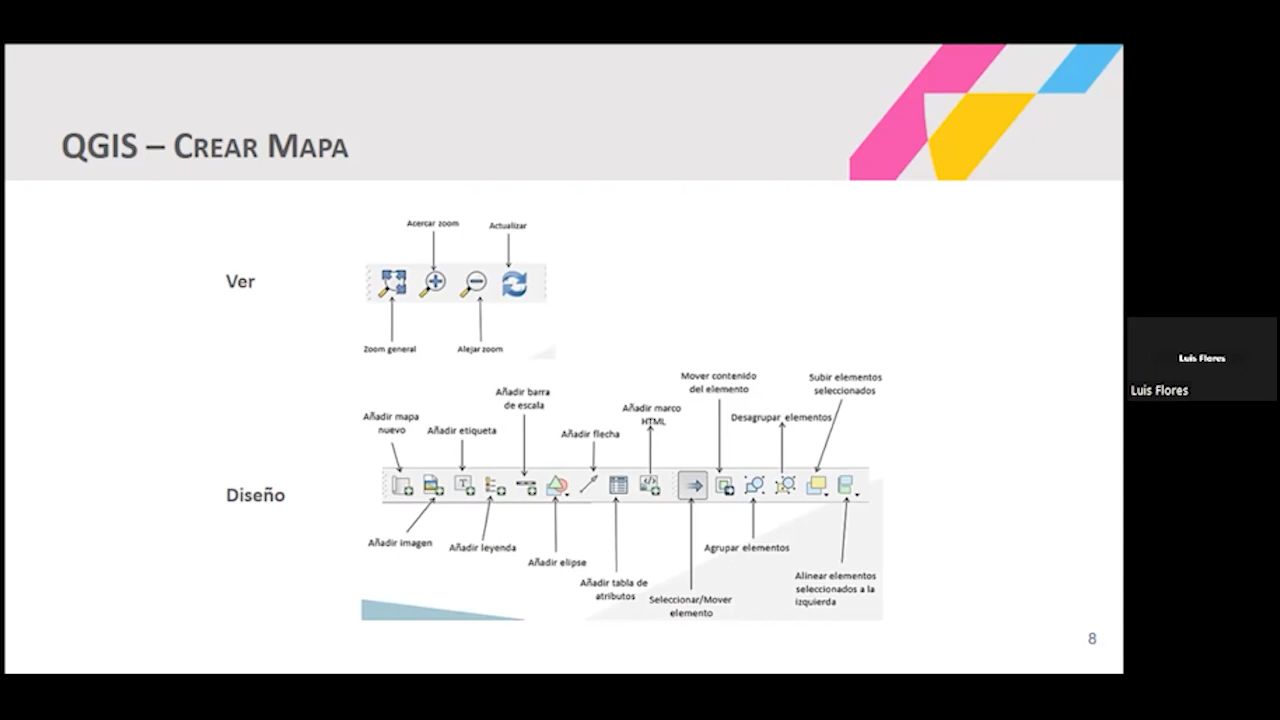 QGIS – CREAR MAPA
Acercar zoom
Actualizar
Ver
Zoom general
Alejar zoom
Mover contenido
del elemento
Subir elementos
seleccionados
Añadir barra
de escala
Añadir marco
HTML
Desagrupar elementos
Añadir mapa
nuevo
Añadir etiqueta
Añadir flecha
Diseño
Añadir imagen
Añadir leyenda
Añadir elipse
Añadir tabla de
atributos
Seleccionar/Mover
elemento
Agrupar elementos
Alinear elementos
seleccionados a la
izquierda
8
Luis Flores
Luis Flores